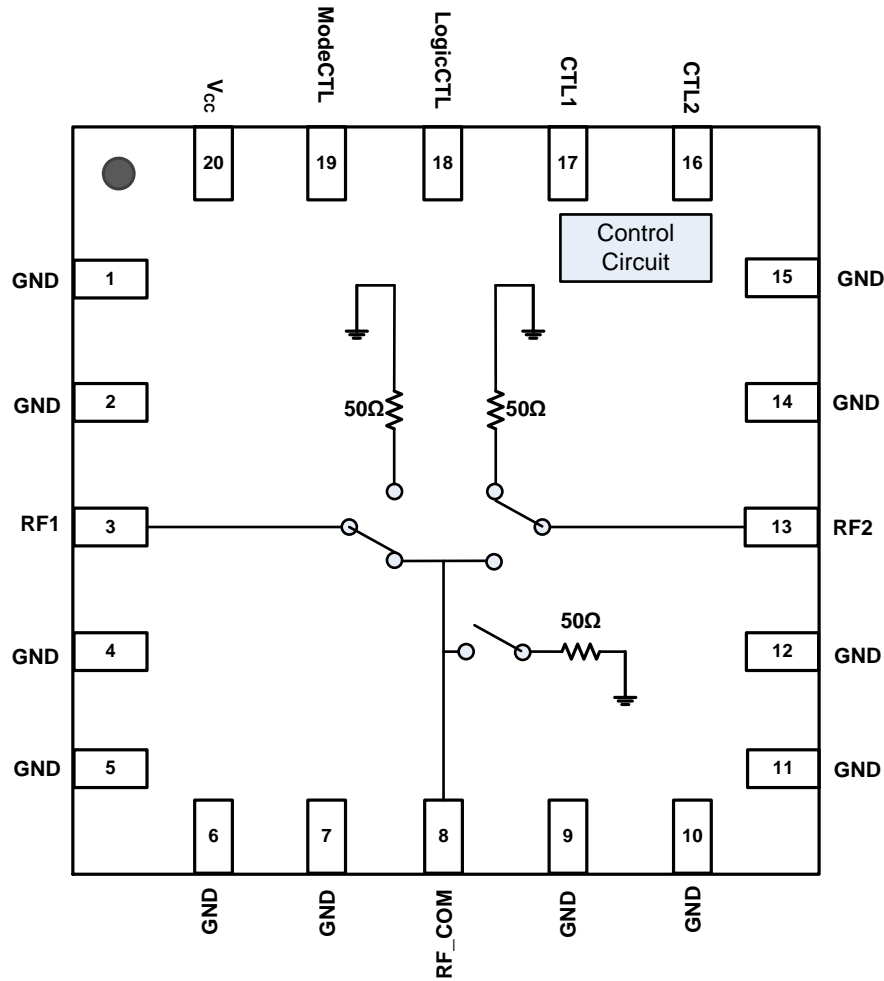 V_CC
ModeCTL
LogicCTL
CTL1
CTL2
20
19
18
17
16
Control
Circuit
GND 1
15 GND
GND 2
50Ω
50Ω
14 GND
RF1 3
13 RF2
50Ω
GND 4
12 GND
GND 5
11 GND
6
7
8
9
10
GND
GND
RF_COM
GND
GND